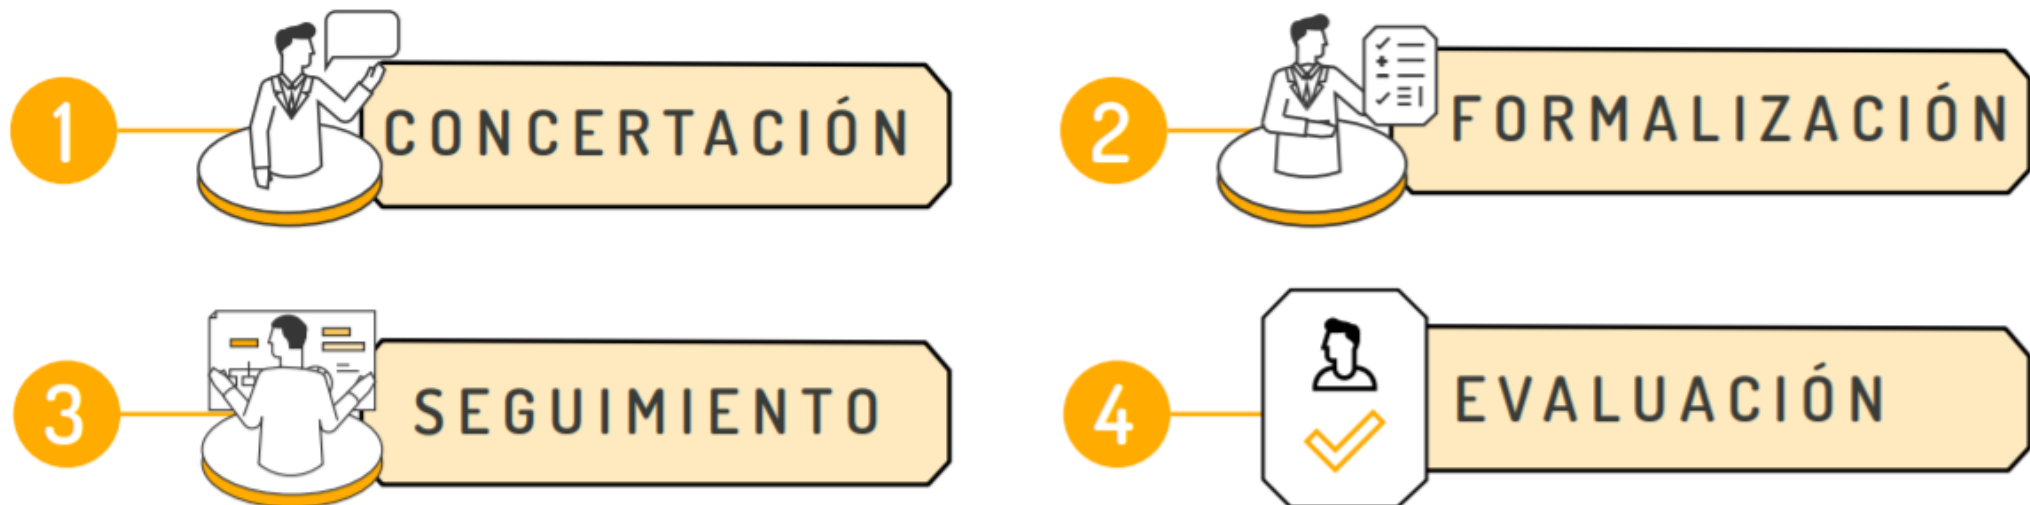 1 CONCERTACIÓN
2 FORMALIZACIÓN
3 SEGUIMIENTO
4 EVALUACIÓN